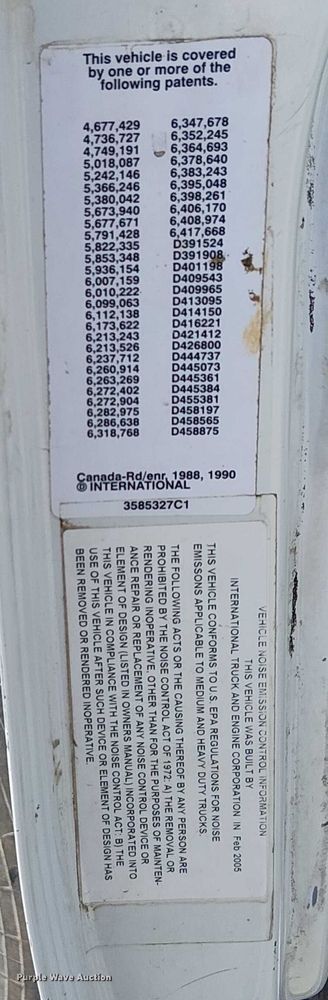 This vehicle is covered
by one or more of the
following patents.
4,677,429 6,347,678
4,736,727 6,352,245
4,749,191 6,364,693
5,018,087 6,378,640
5,242,146 6,383,243
5,366,246 6,395,048
5,380,042 6,398,261
5,673,940 6,406,170
5,677,671 6,408,974
5,791,428 6,417,668
5,822,335 D391524
5,853,348 D391908
5,936,154 D401198
6,007,159 D409543
6,010,222 D409965
6,099,063 D413095
6,112,138 D414150
6,173,622 D416221
6,213,243 D421412
6,213,526 D426800
6,237,712 D444737
6,260,914 D445073
6,263,269 D445361
6,272,402 D445384
6,272,904 D455381
6,282,975 D458197
6,286,638 D458565
6,318,768 D458875
Canada-Rd/enr. 1988, 1990
® INTERNATIONAL
3585327C1
VEHICLE NOISE EMISSION CONTROL INFORMATION
THIS VEHICLE WAS BUILT BY
INTERNATIONAL TRUCK AND ENGINE CORPORATION IN Feb 2005
THIS VEHICLE CONFORMS TO U.S. EPA REGULATIONS FOR NOISE
EMISSONS APPLICABLE TO MEDIUM AND HEAVY DUTY TRUCKS.
THE FOLLOWING ACTS OR THE CAUSING THEREOF BY ANY PERSON ARE
PROHIBITED BY THE NOISE CONTROL ACT OF 1972: A) THE REMOVAL OR
RENDERING INOPERATIVE, OTHER THAN FOR THE PURPOSES OF MAINTEN-
ANCE REPAIR OR REPLACEMENT OF ANY NOISE CONTROL DEVICE OR
ELEMENT OF DESIGN (LISTED IN OWNERS MANUAL) INCORPORATED INTO
THIS VEHICLE IN COMPLIANCE WITH THE NOISE CONTROL ACT: B) THE
USE OF THIS VEHICLE AFTER SUCH DEVICE OR ELEMENT OF DESIGN HAS
BEEN REMOVED OR RENDERED INOPERATIVE.
Purple Wave Auction